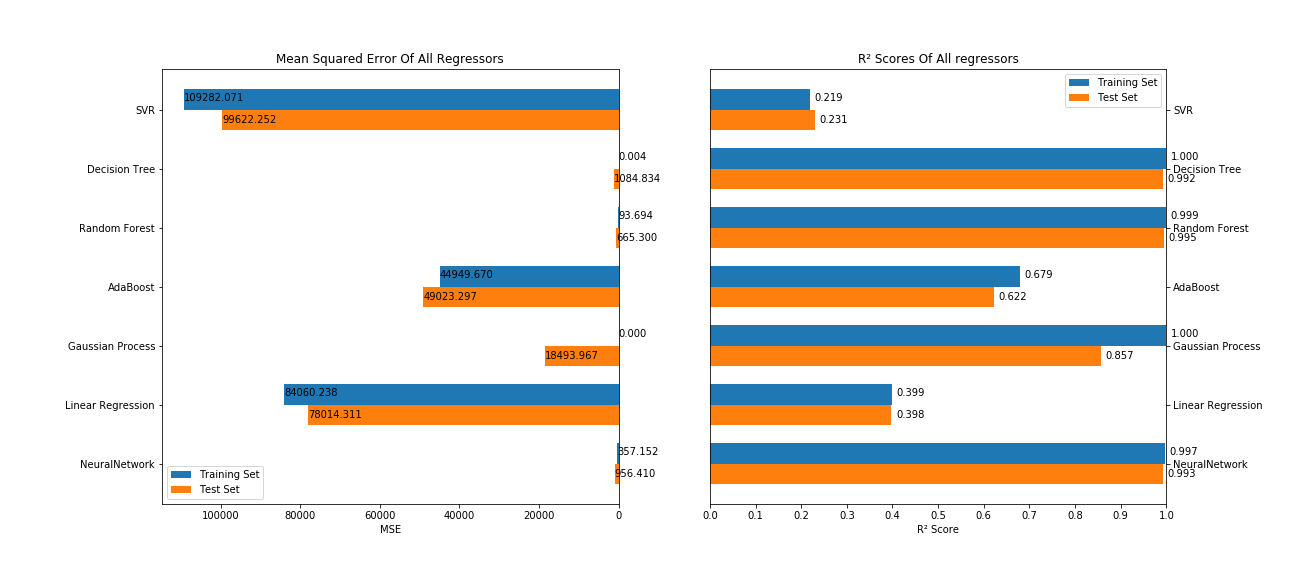 Mean Squared Error Of All Regressors
SVR
109282.071
99622.252
Decision Tree
0.004
1084.834
Random Forest
93.694
665.300
AdaBoost
44949.670
49023.297
Gaussian Process
0.000
18493.967
Linear Regression
84060.238
78014.311
NeuralNetwork
357.152
956.410
Training Set
Test Set
100000 80000 60000 40000 20000 0
MSE
R² Scores Of All regressors
Training Set
Test Set
0.219
0.231
SVR
1.000
0.992
Decision Tree
0.999
0.995
Random Forest
0.679
0.622
AdaBoost
1.000
0.857
Gaussian Process
0.399
0.398
Linear Regression
0.997
0.993
NeuralNetwork
0.0 0.1 0.2 0.3 0.4 0.5 0.6 0.7 0.8 0.9 1.0
R² Score